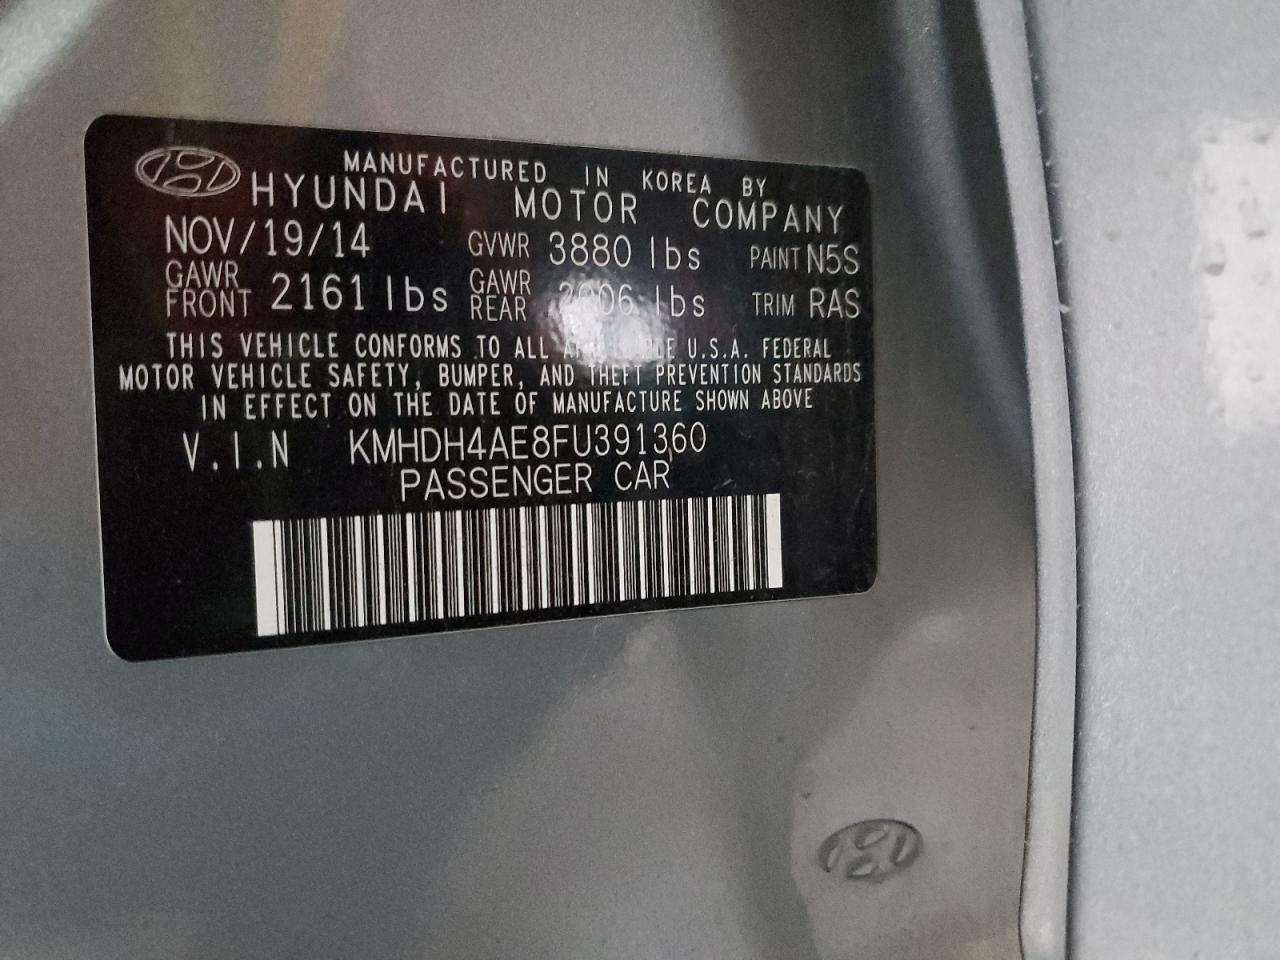 MANUFACTURED IN KOREA BY
HYUNDAI MOTOR COMPANY
NOV/19/14 GVWR 3880 lbs PAINT N5S
GAWR FRONT 2161 lbs GAWR REAR 2006 lbs TRIM RAS
THIS VEHICLE CONFORMS TO ALL APPLICABLE U.S.A. FEDERAL
MOTOR VEHICLE SAFETY, BUMPER, AND THEFT PREVENTION STANDARDS
IN EFFECT ON THE DATE OF MANUFACTURE SHOWN ABOVE
V.I.N KMHDH4AE8FU391360
PASSENGER CAR